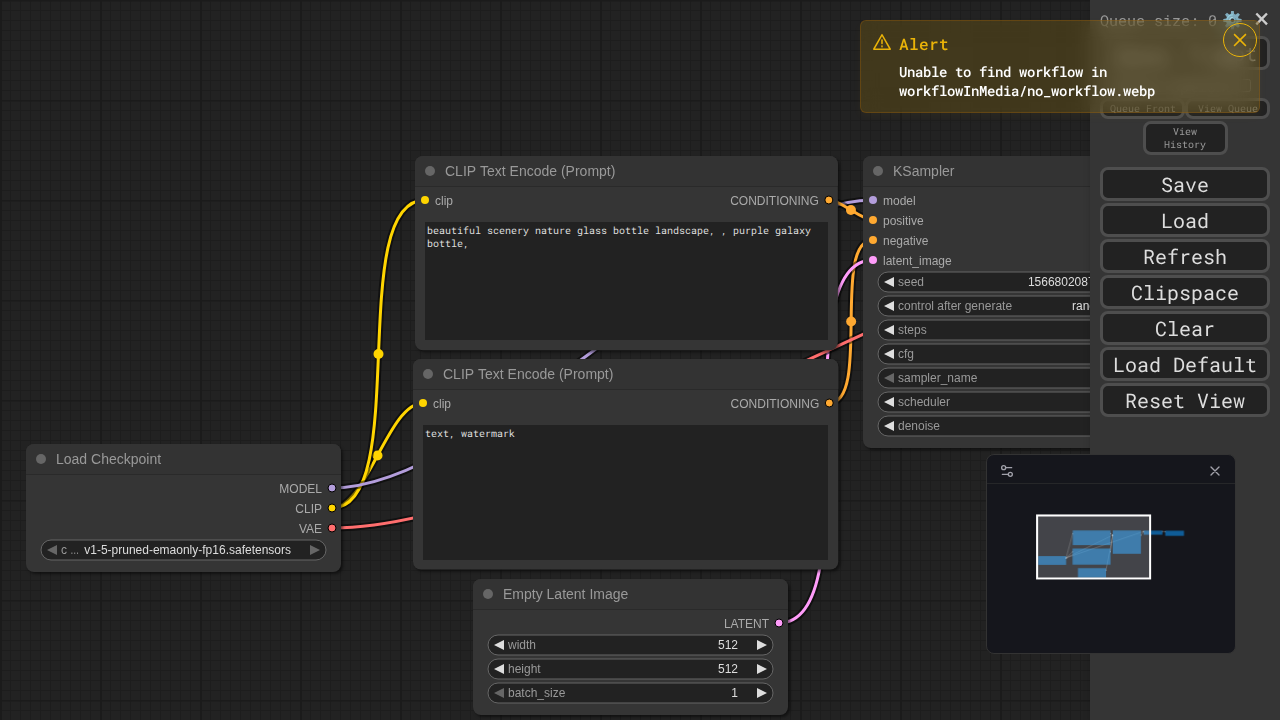 Queue size: 0
Alert
Unable to find workflow in
workflowInMedia/no_workflow.webp
Queue Front
View Queue
View
History
Save
Load
Refresh
Clipspace
Clear
Load Default
Reset View
CLIP Text Encode (Prompt)
clip
CONDITIONING
beautiful scenery nature glass bottle landscape, , purple galaxy
bottle,
KSampler
model
positive
negative
latent_image
seed
1566802087
control after generate
ran
steps
cfg
sampler_name
scheduler
denoise
CLIP Text Encode (Prompt)
clip
CONDITIONING
text, watermark
Load Checkpoint
MODEL
CLIP
VAE
c ... v1-5-pruned-emaonly-fp16.safetensors
Empty Latent Image
LATENT
width 512
height 512
batch_size 1